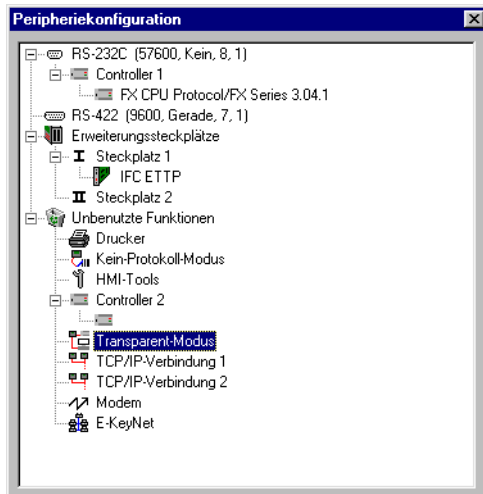 Peripheriekonfiguration
RS-232C (57600, Kein, 8, 1)
Controller 1
FX CPU Protocol/FX Series 3.04.1
RS-422 (9600, Gerade, 7, 1)
Erweiterungssteckplätze
I Steckplatz 1
IFC ETTP
II Steckplatz 2
Unbenutzte Funktionen
Drucker
Kein-Protokoll-Modus
HMI-Tools
Controller 2
Transparent-Modus
TCP/IP-Verbindung 1
TCP/IP-Verbindung 2
Modem
E-KeyNet